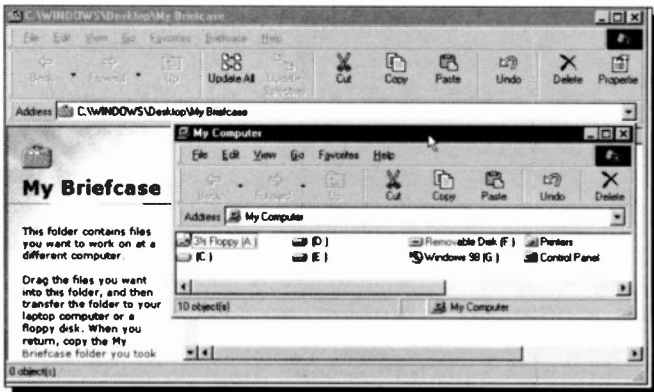 C:\WINDOWS\Desktop\My Briefcase
File Edit View Go Favorites Briefcase Help
Back Forward Up Update All Update Selection Cut Copy Paste Undo Delete Propertie
Address C:\WINDOWS\Desktop\My Briefcase
My Briefcase
This folder contains files
you want to work on at a
different computer.
Drag the files you want
into this folder, and then
transfer the folder to your
laptop computer or a
floppy disk. When you
return, copy the My
Briefcase folder you took
0 object(s)
My Computer
File Edit View Go Favorites Help
Back Forward Up Cut Copy Paste Undo Delete
Address My Computer
3½ Floppy (A:) (D:) Removable Disk (F:) Printers
(C:) (E:) Windows 98 (G:) Control Panel
10 object(s) My Computer